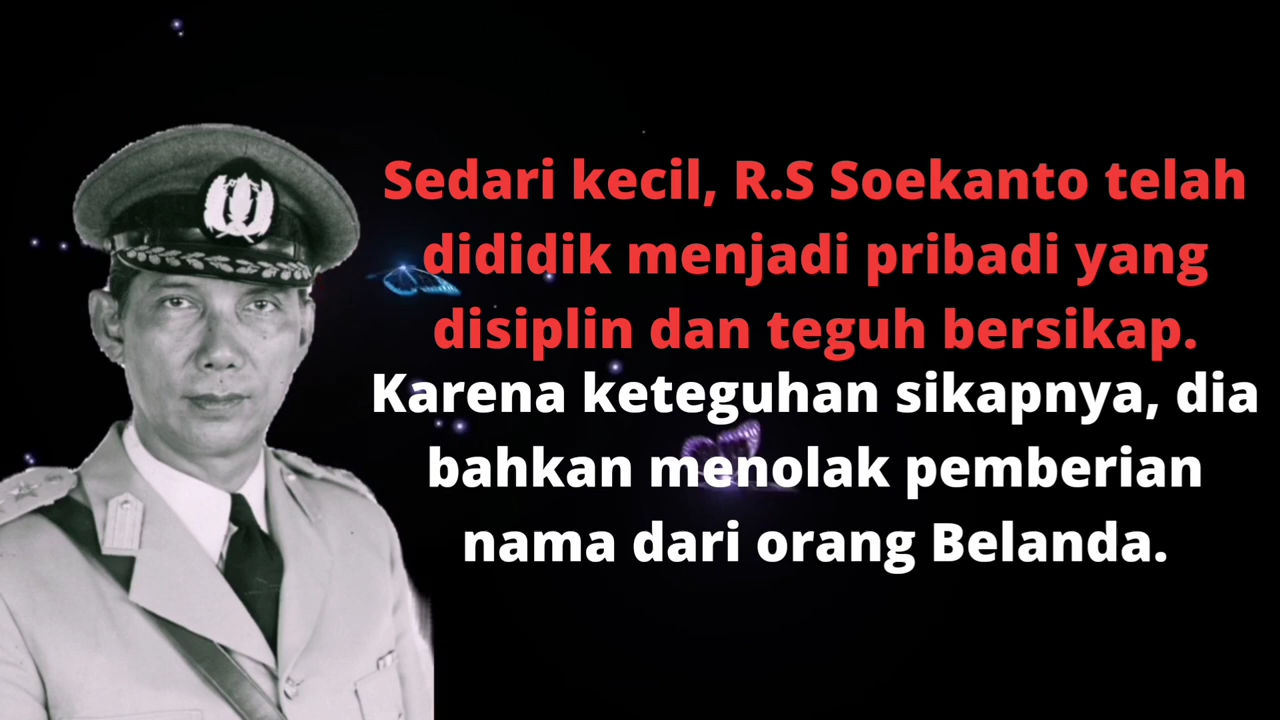 Sedari kecil, R.S Soekanto telah
dididik menjadi pribadi yang
disiplin dan teguh bersikap.
Karena keteguhan sikapnya, dia
bahkan menolak pemberian
nama dari orang Belanda.